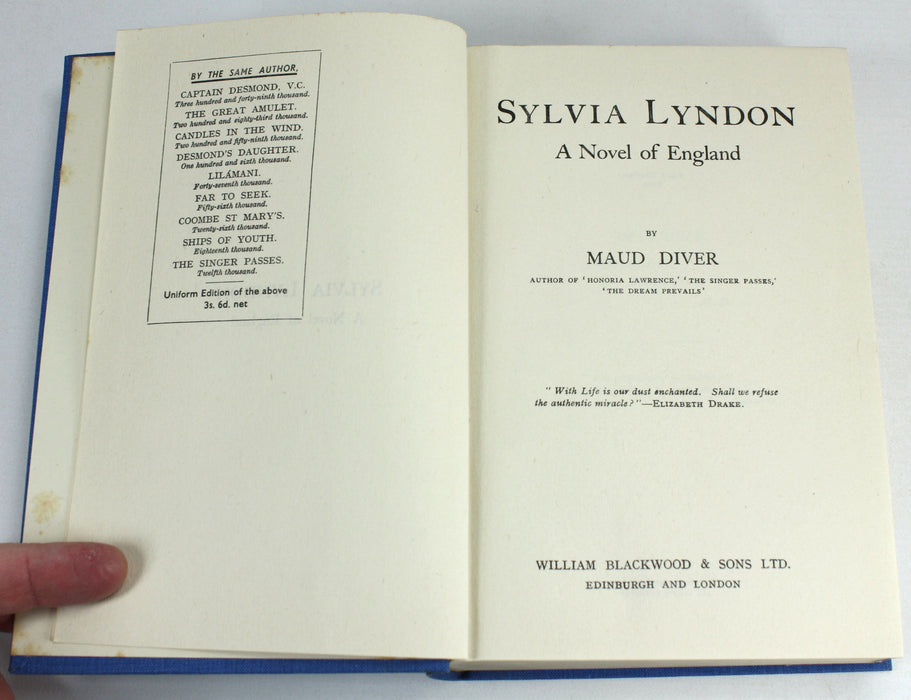 BY THE SAME AUTHOR.
CAPTAIN DESMOND, V.C.
Three hundred and forty-ninth thousand.
THE GREAT AMULET.
Two hundred and eighty-third thousand.
CANDLES IN THE WIND.
Two hundred and fifty-ninth thousand.
DESMOND'S DAUGHTER.
One hundred and sixth thousand.
LILÁMANI.
Forty-seventh thousand.
FAR TO SEEK.
Fifty-sixth thousand.
COOMBE ST MARY'S.
Twenty-sixth thousand.
SHIPS OF YOUTH.
Eighteenth thousand.
THE SINGER PASSES.
Twelfth thousand.
Uniform Edition of the above
3s. 6d. net
SYLVIA LYNDON
A Novel of England
BY
MAUD DIVER
AUTHOR OF 'HONORIA LAWRENCE,' 'THE SINGER PASSES,'
'THE DREAM PREVAILS'
"With Life is our dust enchanted. Shall we refuse
the authentic miracle?"—ELIZABETH DRAKE.
WILLIAM BLACKWOOD & SONS LTD.
EDINBURGH AND LONDON